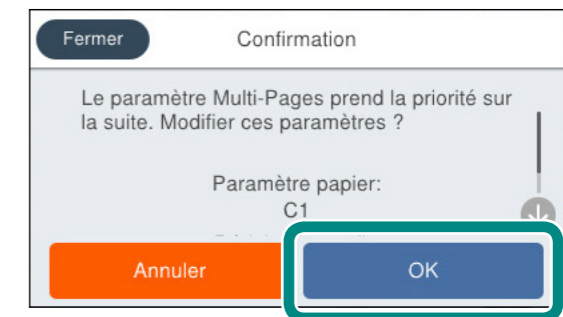 Fermer
Confirmation
Le paramètre Multi-Pages prend la priorité sur
la suite. Modifier ces paramètres ?
Paramètre papier:
C1
Annuler
OK